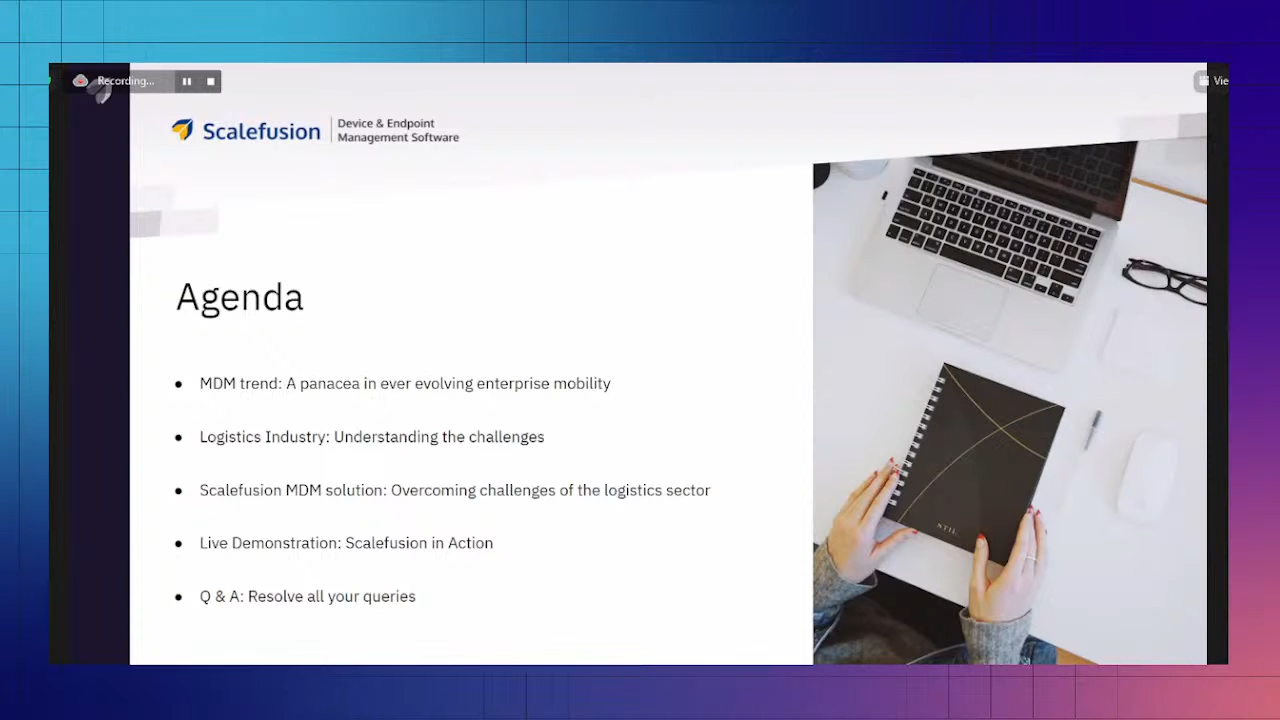 Recording...
Vie
Scalefusion
Device & Endpoint
Management Software
Agenda
• MDM trend: A panacea in ever evolving enterprise mobility
• Logistics Industry: Understanding the challenges
• Scalefusion MDM solution: Overcoming challenges of the logistics sector
• Live Demonstration: Scalefusion in Action
• Q & A: Resolve all your queries